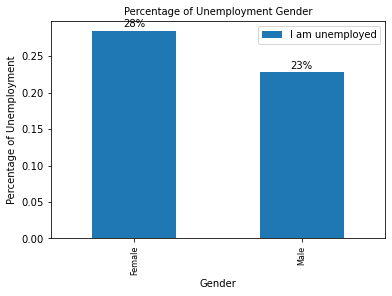 Percentage of Unemployment Gender
I am unemployed
28%
23%
Percentage of Unemployment
0.25
0.20
0.15
0.10
0.05
0.00
Female
Male
Gender